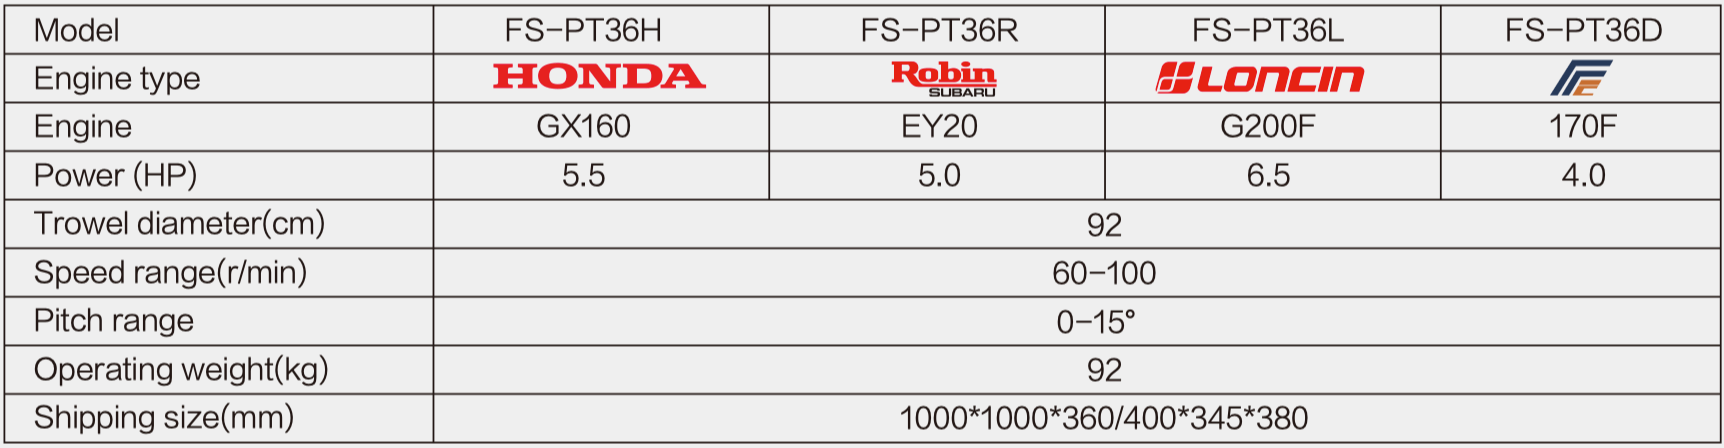 Model FS-PT36H FS-PT36R FS-PT36L FS-PT36D
Engine type HONDA Robin SUBARU LONCIN
Engine GX160 EY20 G200F 170F
Power (HP) 5.5 5.0 6.5 4.0
Trowel diameter(cm) 92
Speed range(r/min) 60-100
Pitch range 0-15°
Operating weight(kg) 92
Shipping size(mm) 1000*1000*360/400*345*380